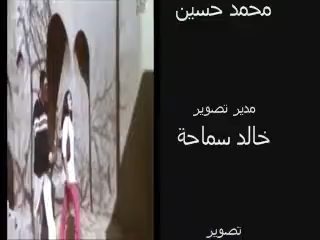 محمد حسين
مدير تصوير
خالد سماحة
تصوير